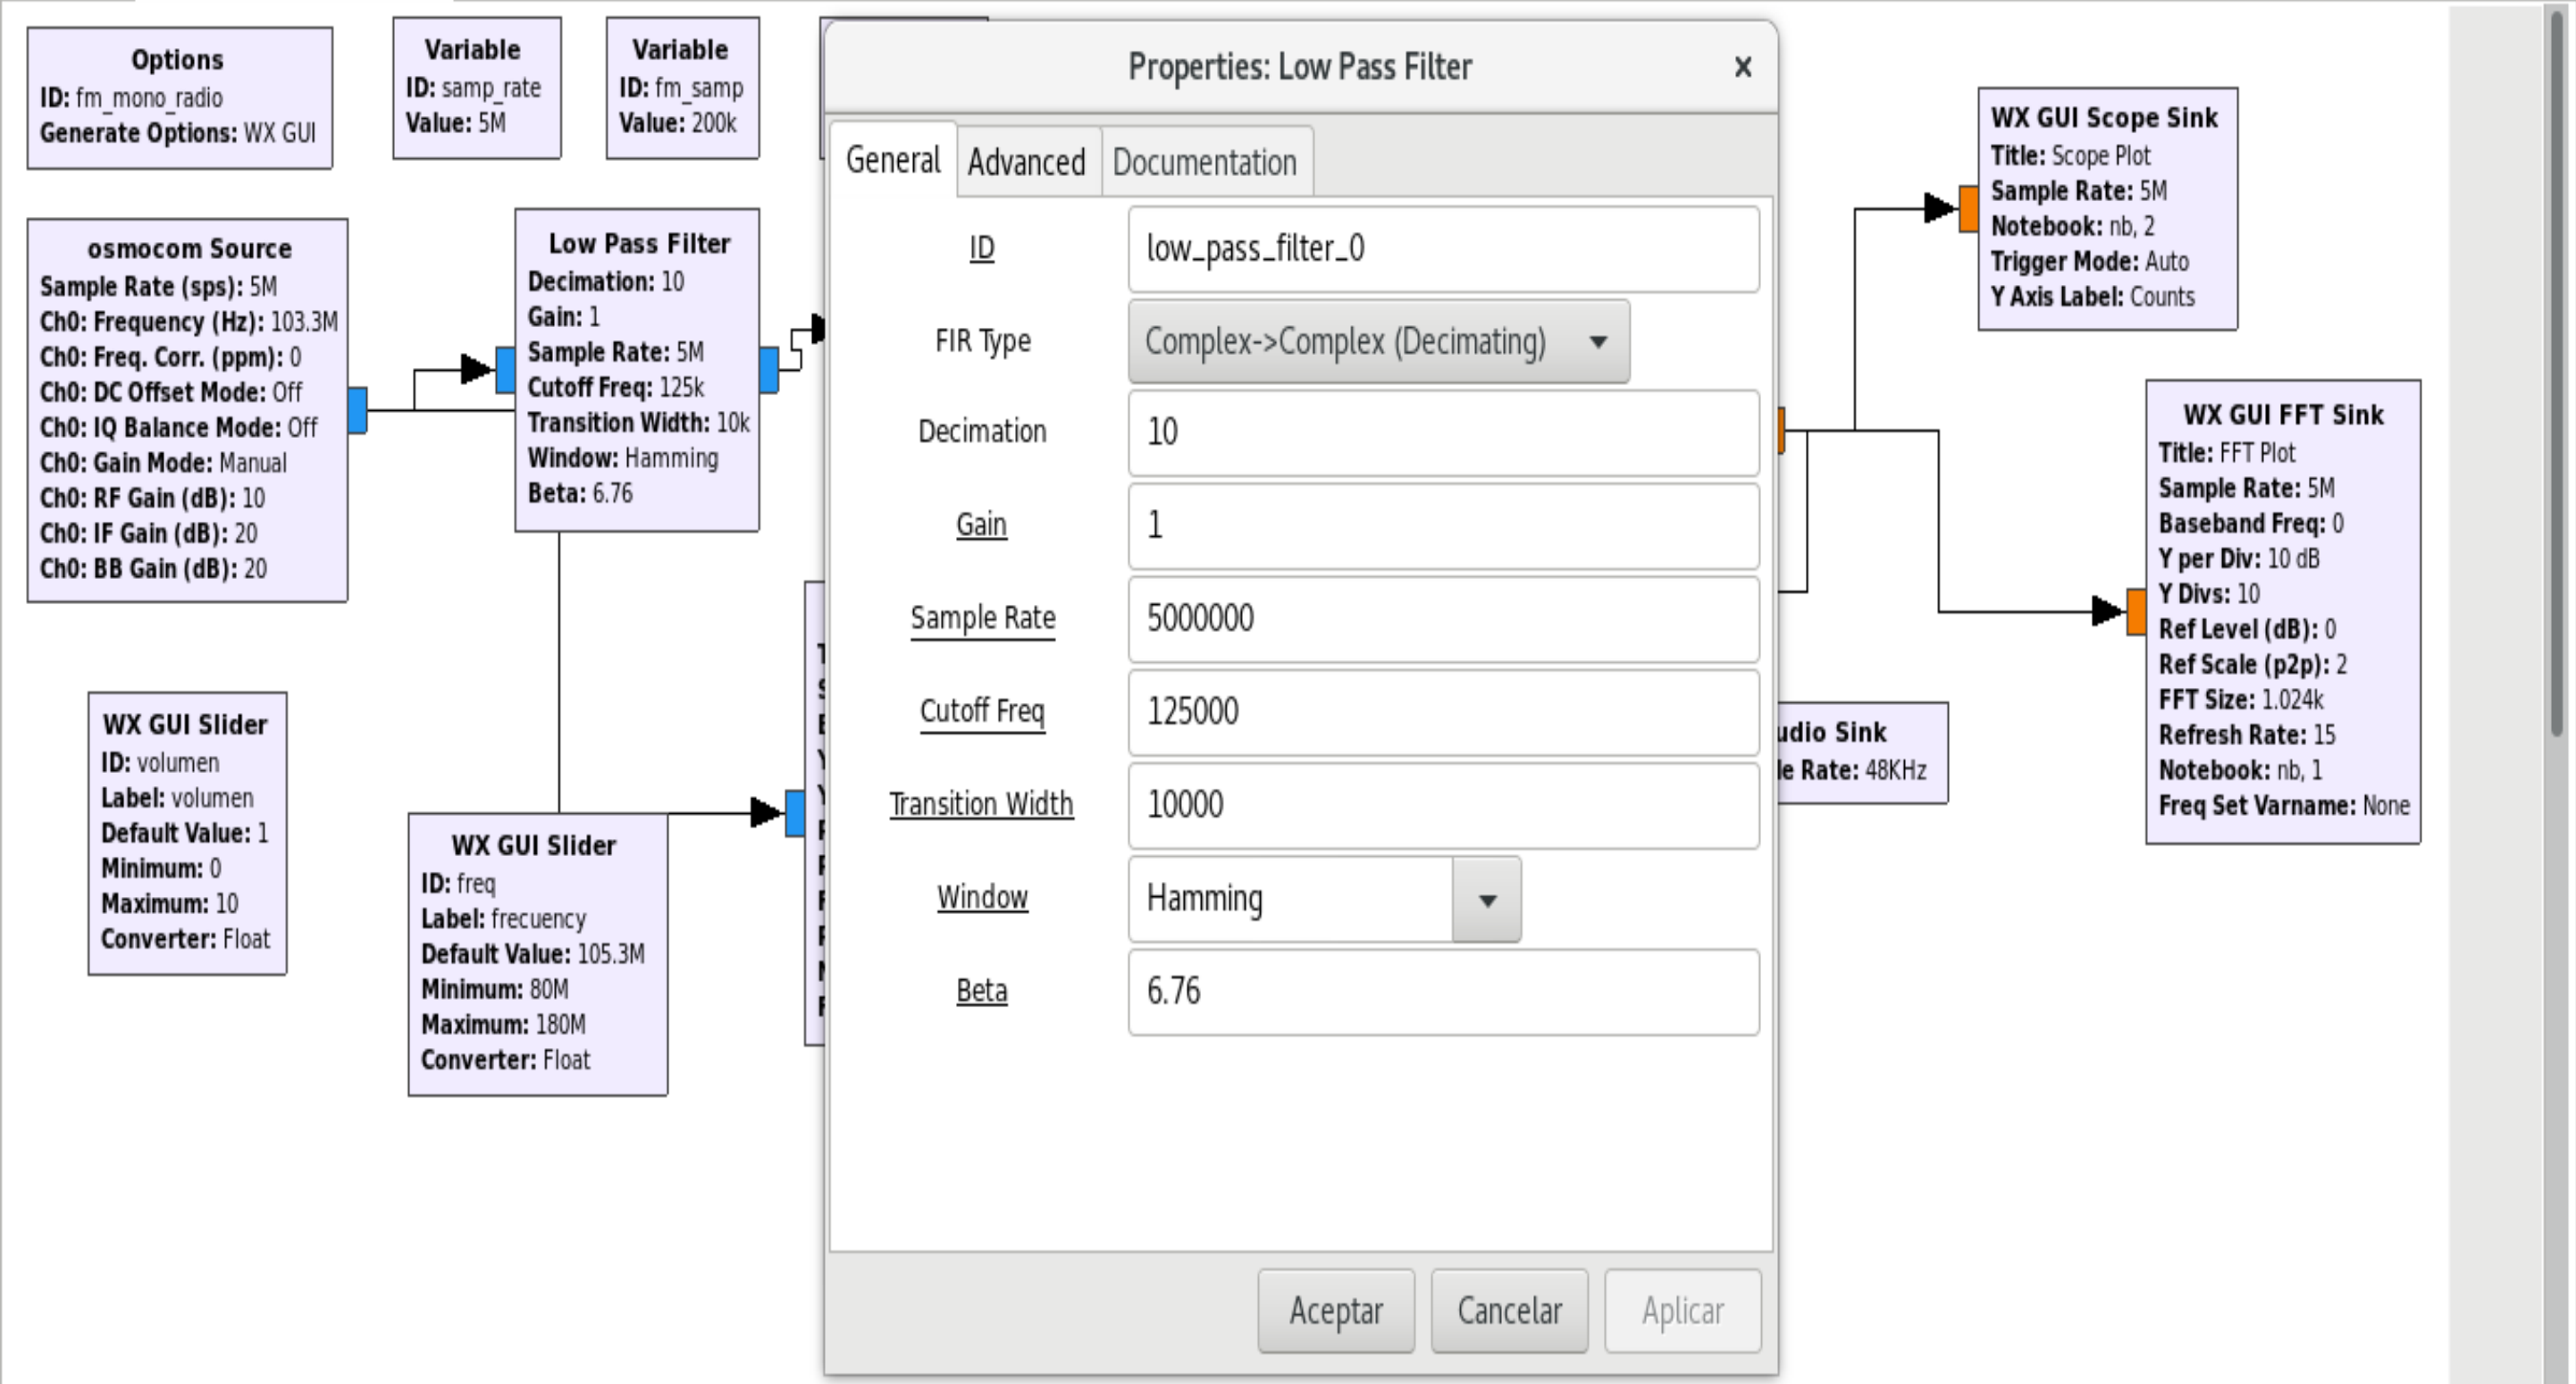 Options
ID: fm_mono_radio
Generate Options: WX GUI
Variable
ID: samp_rate
Value: 5M
Variable
ID: fm_samp
Value: 200k
osmocom Source
Sample Rate (sps): 5M
Ch0: Frequency (Hz): 103.3M
Ch0: Freq. Corr. (ppm): 0
Ch0: DC Offset Mode: Off
Ch0: IQ Balance Mode: Off
Ch0: Gain Mode: Manual
Ch0: RF Gain (dB): 10
Ch0: IF Gain (dB): 20
Ch0: BB Gain (dB): 20
Low Pass Filter
Decimation: 10
Gain: 1
Sample Rate: 5M
Cutoff Freq: 125k
Transition Width: 10k
Window: Hamming
Beta: 6.76
WX GUI Slider
ID: volumen
Label: volumen
Default Value: 1
Minimum: 0
Maximum: 10
Converter: Float
WX GUI Slider
ID: freq
Label: frecuency
Default Value: 105.3M
Minimum: 80M
Maximum: 180M
Converter: Float
Properties: Low Pass Filter
General Advanced Documentation
ID low_pass_filter_0
FIR Type Complex->Complex (Decimating)
Decimation 10
Gain 1
Sample Rate 5000000
Cutoff Freq 125000
Transition Width 10000
Window Hamming
Beta 6.76
Aceptar Cancelar Aplicar
WX GUI Scope Sink
Title: Scope Plot
Sample Rate: 5M
Notebook: nb, 2
Trigger Mode: Auto
Y Axis Label: Counts
WX GUI FFT Sink
Title: FFT Plot
Sample Rate: 5M
Baseband Freq: 0
Y per Div: 10 dB
Y Divs: 10
Ref Level (dB): 0
Ref Scale (p2p): 2
FFT Size: 1.024k
Refresh Rate: 15
Notebook: nb, 1
Freq Set Varname: None
udio Sink
le Rate: 48KHz